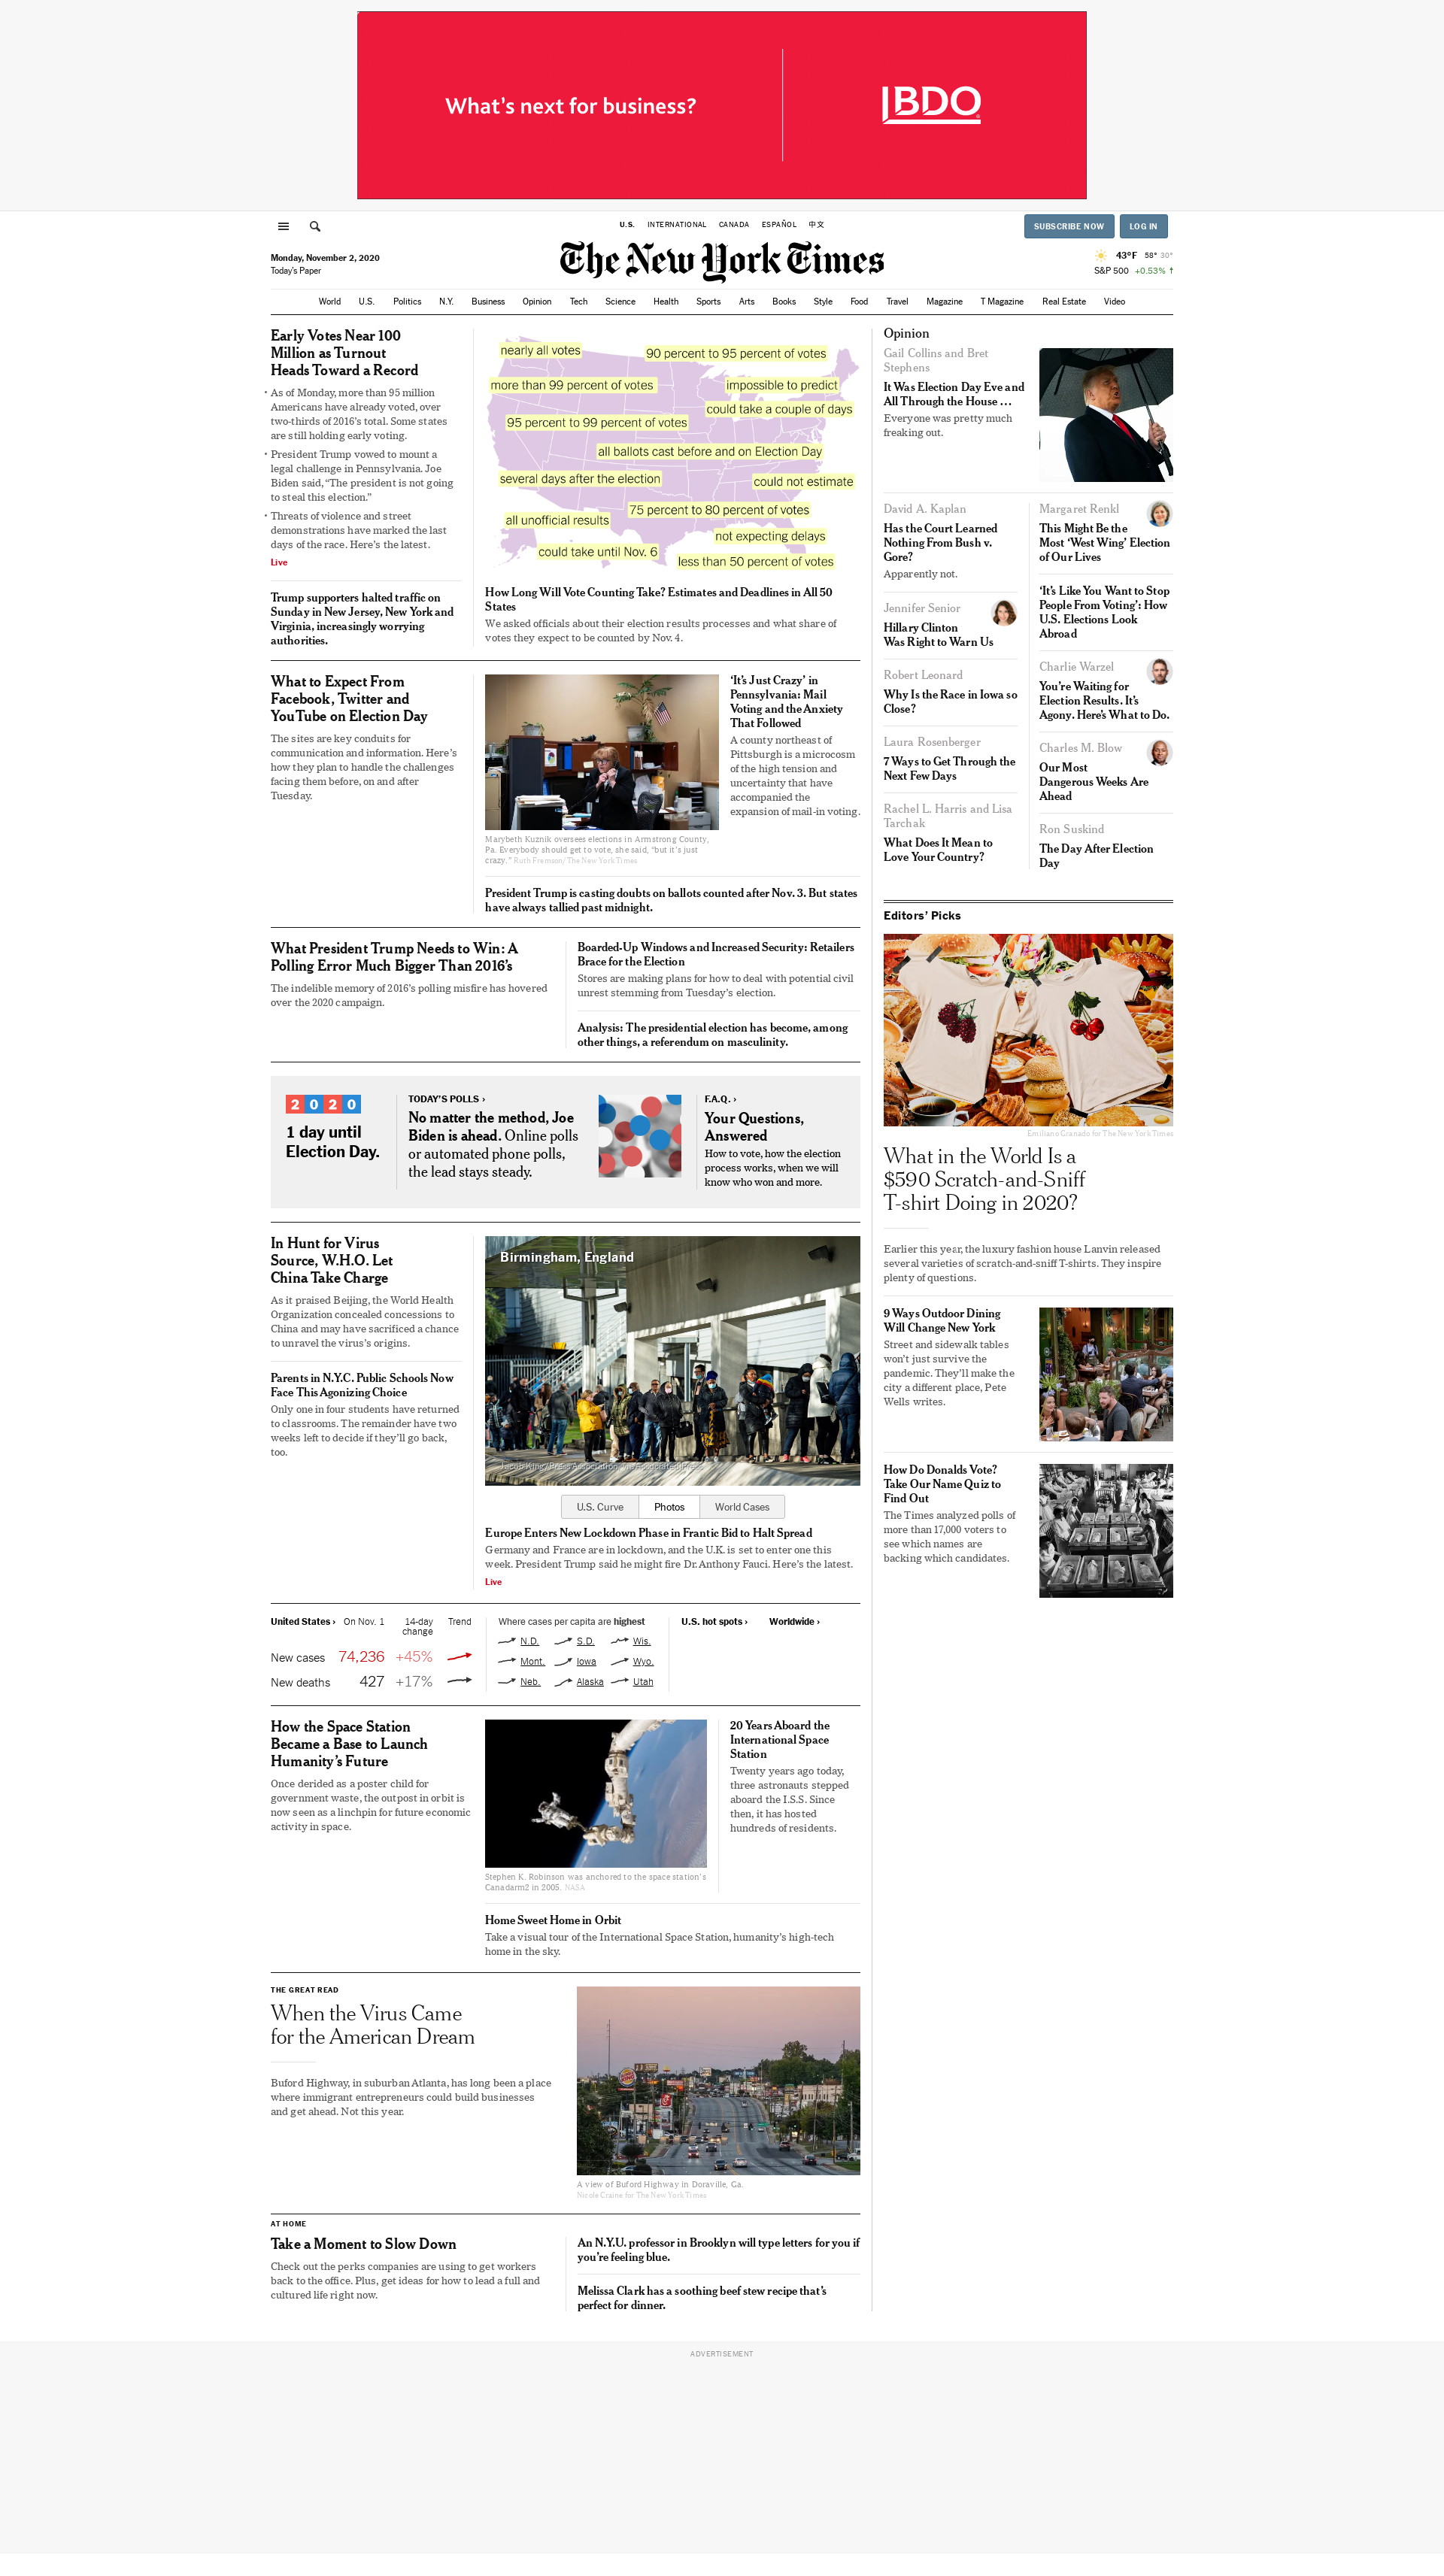 What's next for business?
BDO
U.S.
INTERNATIONAL
CANADA
ESPAÑOL
中文
SUBSCRIBE NOW
LOG IN
Monday, November 2, 2020
Today's Paper
The New York Times
43°F 58° 30°
S&P 500 +0.53% ↑
World
U.S.
Politics
N.Y.
Business
Opinion
Tech
Science
Health
Sports
Arts
Books
Style
Food
Travel
Magazine
T Magazine
Real Estate
Video
Early Votes Near 100
Million as Turnout
Heads Toward a Record
• As of Monday, more than 95 million
Americans have already voted, over
two-thirds of 2016's total. Some states
are still holding early voting.
• President Trump vowed to mount a
legal challenge in Pennsylvania. Joe
Biden said, “The president is not going
to steal this election.”
• Threats of violence and street
demonstrations have marked the last
days of the race. Here's the latest.
Live
Trump supporters halted traffic on
Sunday in New Jersey, New York and
Virginia, increasingly worrying
authorities.
nearly all votes
90 percent to 95 percent of votes
more than 99 percent of votes
impossible to predict
could take a couple of days
95 percent to 99 percent of votes
all ballots cast before and on Election Day
several days after the election
could not estimate
75 percent to 80 percent of votes
all unofficial results
not expecting delays
could take until Nov. 6
less than 50 percent of votes
How Long Will Vote Counting Take? Estimates and Deadlines in All 50
States
We asked officials about their election results processes and what share of
votes they expect to be counted by Nov. 4.
What to Expect From
Facebook, Twitter and
YouTube on Election Day
The sites are key conduits for
communication and information. Here's
how they plan to handle the challenges
facing them before, on and after
Tuesday.
Marybeth Kuznik oversees elections in Armstrong County,
Pa. Everybody should get to vote, she said, “but it's just
crazy.” Ruth Fremson/The New York Times
‘It's Just Crazy’ in
Pennsylvania: Mail
Voting and the Anxiety
That Followed
A county northeast of
Pittsburgh is a microcosm
of the high tension and
uncertainty that have
accompanied the
expansion of mail-in voting.
President Trump is casting doubts on ballots counted after Nov. 3. But states
have always tallied past midnight.
What President Trump Needs to Win: A
Polling Error Much Bigger Than 2016's
The indelible memory of 2016's polling misfire has hovered
over the 2020 campaign.
Boarded-Up Windows and Increased Security: Retailers
Brace for the Election
Stores are making plans for how to deal with potential civil
unrest stemming from Tuesday's election.
Analysis: The presidential election has become, among
other things, a referendum on masculinity.
2020
1 day until
Election Day.
TODAY'S POLLS ›
No matter the method, Joe
Biden is ahead. Online polls
or automated phone polls,
the lead stays steady.
F.A.Q. ›
Your Questions,
Answered
How to vote, how the election
process works, when we will
know who won and more.
In Hunt for Virus
Source, W.H.O. Let
China Take Charge
As it praised Beijing, the World Health
Organization concealed concessions to
China and may have sacrificed a chance
to unravel the virus's origins.
Parents in N.Y.C. Public Schools Now
Face This Agonizing Choice
Only one in four students have returned
to classrooms. The remainder have two
weeks left to decide if they'll go back,
too.
Birmingham, England
U.S. Curve
Photos
World Cases
Europe Enters New Lockdown Phase in Frantic Bid to Halt Spread
Germany and France are in lockdown, and the U.K. is set to enter one this
week. President Trump said he might fire Dr. Anthony Fauci. Here's the latest.
Live
United States › On Nov. 1 14-day change Trend
New cases 74,236 +45%
New deaths 427 +17%
Where cases per capita are highest
N.D. S.D. Wis.
Mont. Iowa Wyo.
Neb. Alaska Utah
U.S. hot spots ›
Worldwide ›
How the Space Station
Became a Base to Launch
Humanity's Future
Once derided as a poster child for
government waste, the outpost in orbit is
now seen as a linchpin for future economic
activity in space.
Stephen K. Robinson was anchored to the space station's
Canadarm2 in 2005. NASA
20 Years Aboard the
International Space
Station
Twenty years ago today,
three astronauts stepped
aboard the I.S.S. Since
then, it has hosted
hundreds of residents.
Home Sweet Home in Orbit
Take a visual tour of the International Space Station, humanity's high-tech
home in the sky.
THE GREAT READ
When the Virus Came
for the American Dream
Buford Highway, in suburban Atlanta, has long been a place
where immigrant entrepreneurs could build businesses
and get ahead. Not this year.
A view of Buford Highway in Doraville, Ga.
Nicole Craine for The New York Times
AT HOME
Take a Moment to Slow Down
Check out the perks companies are using to get workers
back to the office. Plus, get ideas for how to lead a full and
cultured life right now.
An N.Y.U. professor in Brooklyn will type letters for you if
you're feeling blue.
Melissa Clark has a soothing beef stew recipe that's
perfect for dinner.
Opinion
Gail Collins and Bret
Stephens
It Was Election Day Eve and
All Through the House …
Everyone was pretty much
freaking out.
David A. Kaplan
Has the Court Learned
Nothing From Bush v.
Gore?
Apparently not.
Jennifer Senior
Hillary Clinton
Was Right to Warn Us
Robert Leonard
Why Is the Race in Iowa so
Close?
Laura Rosenberger
7 Ways to Get Through the
Next Few Days
Rachel L. Harris and Lisa
Tarchak
What Does It Mean to
Love Your Country?
Margaret Renkl
This Might Be the
Most ‘West Wing’ Election
of Our Lives
‘It's Like You Want to Stop
People From Voting’: How
U.S. Elections Look
Abroad
Charlie Warzel
You're Waiting for
Election Results. It's
Agony. Here's What to Do.
Charles M. Blow
Our Most
Dangerous Weeks Are
Ahead
Ron Suskind
The Day After Election
Day
Editors' Picks
Emiliano Granado for The New York Times
What in the World Is a
$590 Scratch-and-Sniff
T-shirt Doing in 2020?
Earlier this year, the luxury fashion house Lanvin released
several varieties of scratch-and-sniff T-shirts. They inspire
plenty of questions.
9 Ways Outdoor Dining
Will Change New York
Street and sidewalk tables
won't just survive the
pandemic. They'll make the
city a different place, Pete
Wells writes.
How Do Donalds Vote?
Take Our Name Quiz to
Find Out
The Times analyzed polls of
more than 17,000 voters to
see which names are
backing which candidates.
ADVERTISEMENT